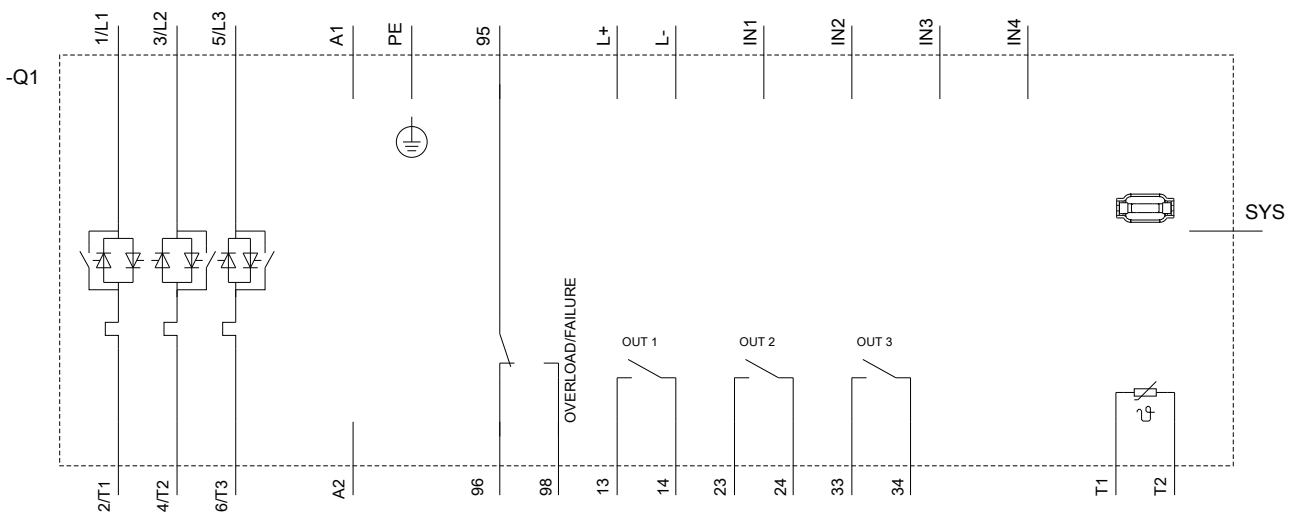 1/L1
3/L2
5/L3
A1
PE
95
L+
L-
IN1
IN2
IN3
IN4
-Q1
SYS
OVERLOAD/FAILURE
OUT 1
OUT 2
OUT 3
ϑ
2/T1
4/T2
6/T3
A2
96
98
13
14
23
24
33
34
T1
T2